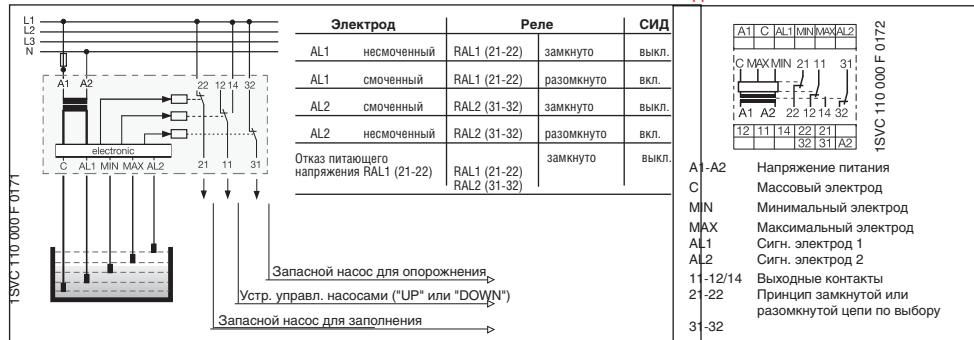 L1
L2
L3
N
A1 A2
22 12 14 32
electronic
C AL1 MIN MAX AL2
21 11 31
1SVC 110 000 F 0171
Запасной насос для опорожнения
Устр. управл. насосами ("UP" или "DOWN")
Запасной насос для заполнения
Электрод Реле СИД
AL1 несмоченный RAL1 (21-22) замкнуто выкл.
AL1 смоченный RAL1 (21-22) разомкнуто вкл.
AL2 смоченный RAL2 (31-32) замкнуто выкл.
AL2 несмоченный RAL2 (31-32) разомкнуто вкл.
Отказ питающего замкнуто выкл.
напряжения RAL1 (21-22) RAL1 (21-22)
RAL2 (31-32)
A1 C AL1 MIN MAX AL2
C MAX MIN 21 11 31
A1 A2 22 12 14 32
12 11 14 22 21
32 31 A2
1SVC 110 000 F 0172
A1-A2 Напряжение питания
C Массовый электрод
MIN Минимальный электрод
MAX Максимальный электрод
AL1 Сигн. электрод 1
AL2 Сигн. электрод 2
11-12/14 Выходные контакты
21-22 Принцип замкнутой или
разомкнутой цепи по выбору
31-32